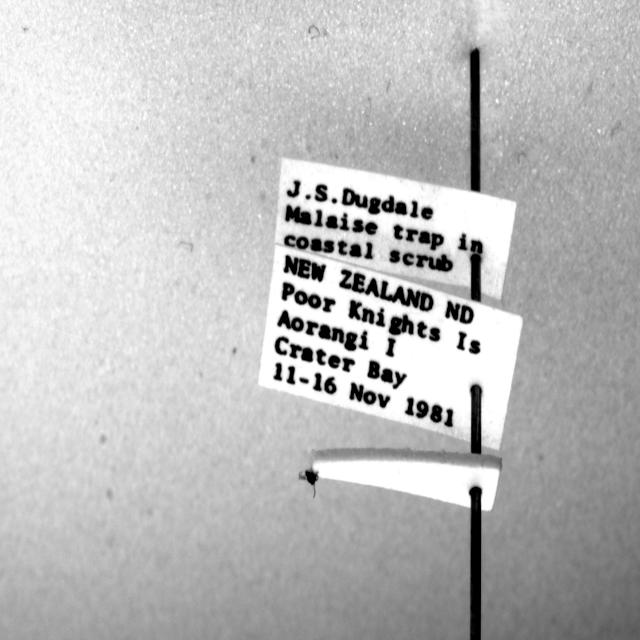 J.S.Dugdale
Malaise trap in
coastal scrub
NEW ZEALAND ND
Poor Knights Is
Aorangi I
Crater Bay
11-16 Nov 1981